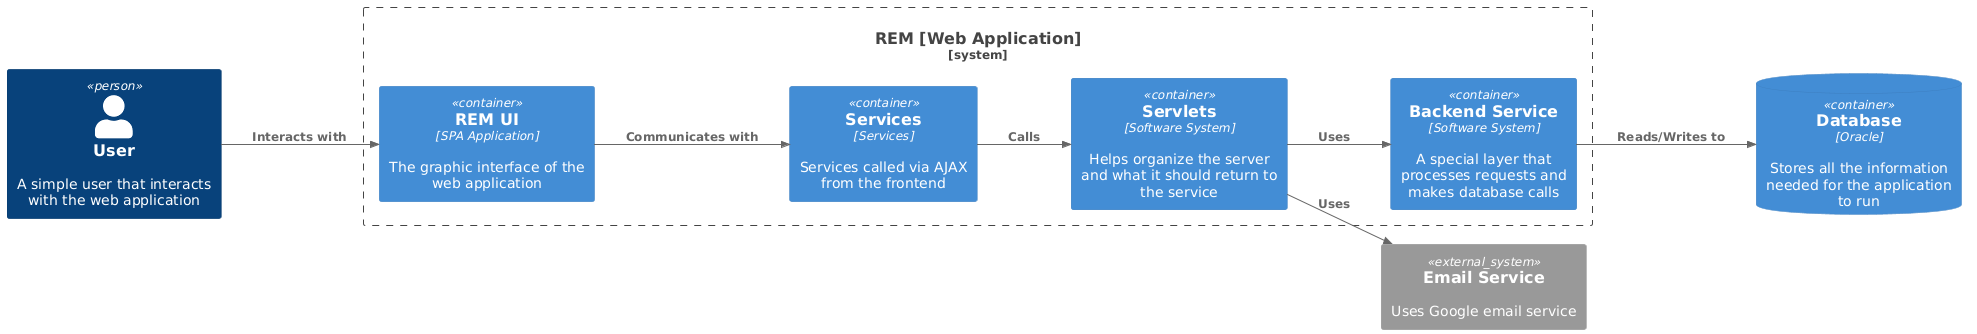 REM [Web Application]
[system]
«person»
User
A simple user that interacts
with the web application
Interacts with
«container»
REM UI
[SPA Application]
The graphic interface of the
web application
Communicates with
«container»
Services
[Services]
Services called via AJAX
from the frontend
Calls
«container»
Servlets
[Software System]
Helps organize the server
and what it should return to
the service
Uses
«container»
Backend Service
[Software System]
A special layer that
processes requests and
makes database calls
Reads/Writes to
«container»
Database
[Oracle]
Stores all the information
needed for the application
to run
Uses
«external_system»
Email Service
Uses Google email service